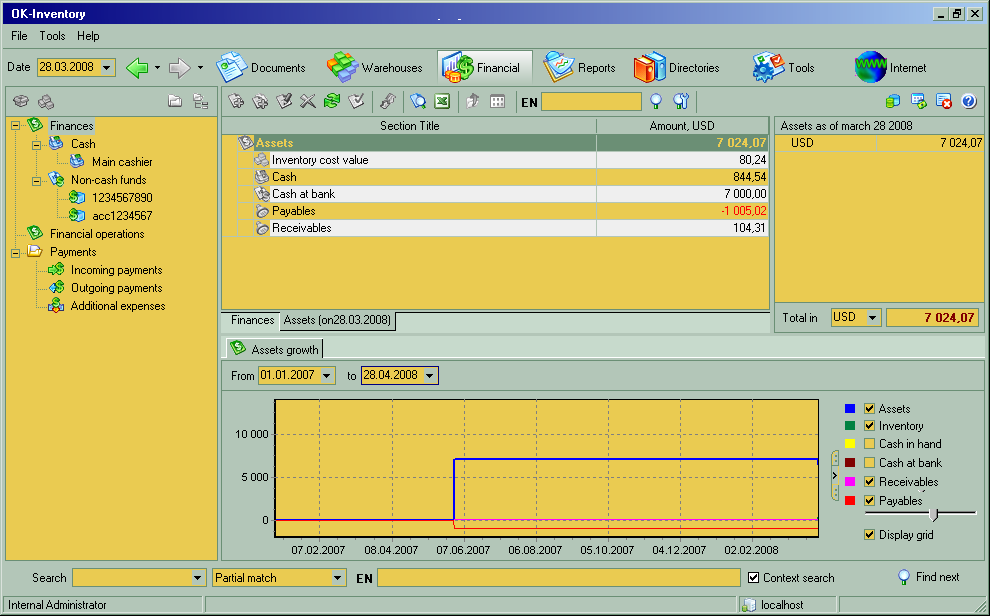 OK-Inventory
File Tools Help
Date 28.03.2008 Documents Warehouses Financial Reports Directories Tools Internet
EN
Finances
Cash
Main cashier
Non-cash funds
1234567890
acc1234567
Financial operations
Payments
Incoming payments
Outgoing payments
Additional expenses
Section Title Amount, USD
Assets 7 024,07
Inventory cost value 80,24
Cash 844,54
Cash at bank 7 000,00
Payables -1 005,02
Receivables 104,31
Finances Assets (on28.03.2008)
Assets as of march 28 2008
USD 7 024,07
Total in USD 7 024,07
Assets growth
From 01.01.2007 to 28.04.2008
10 000
5 000
0
07.02.2007 08.04.2007 07.06.2007 06.08.2007 05.10.2007 04.12.2007 02.02.2008
Assets
Inventory
Cash in hand
Cash at bank
Receivables
Payables
Display grid
Search Partial match EN Context search Find next
Internal Administrator localhost